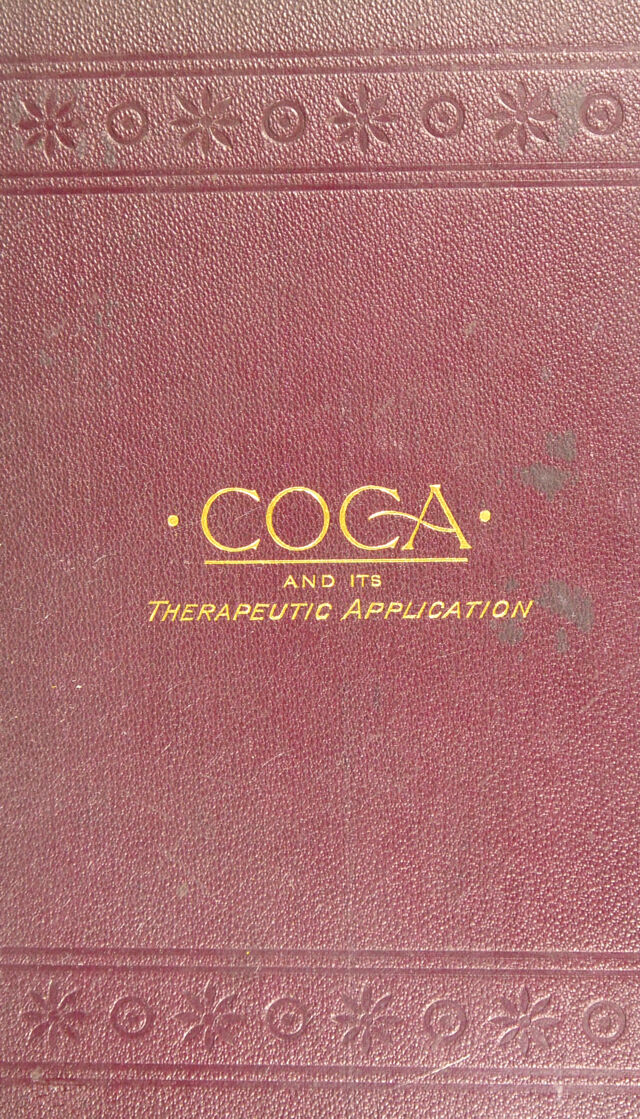 · COCA ·
AND ITS
THERAPEUTIC APPLICATION